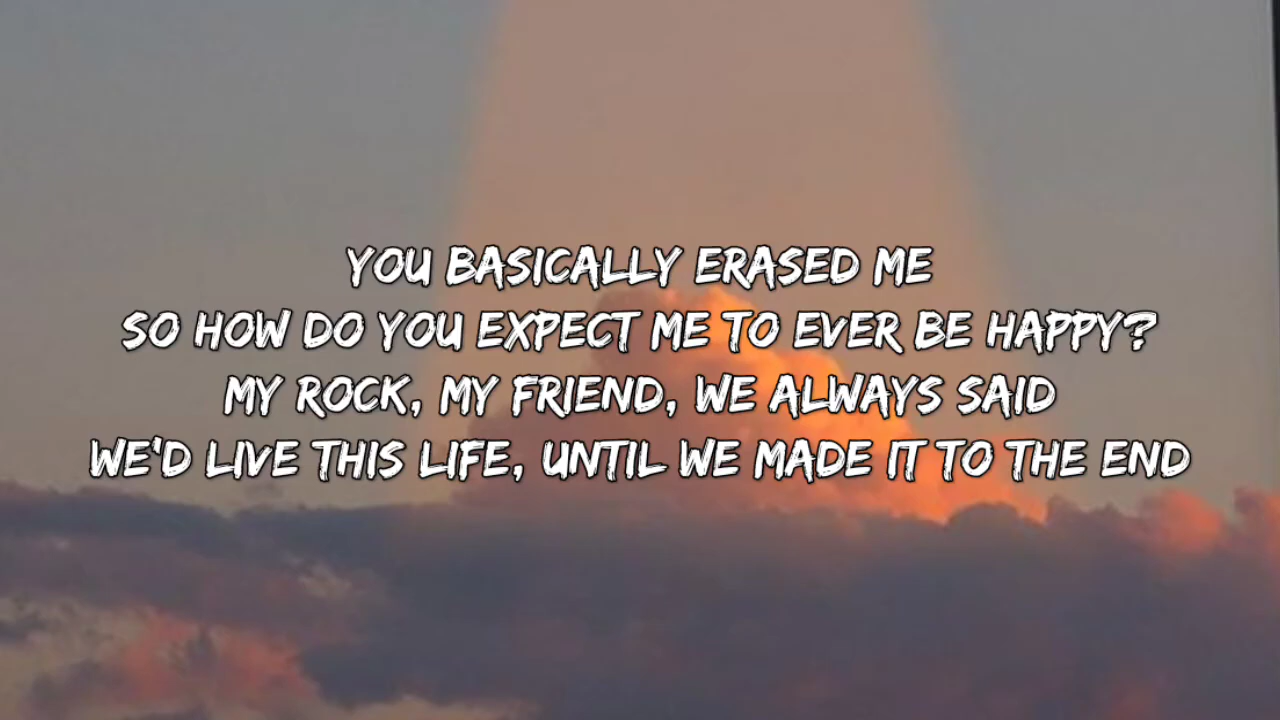 YOU BASICALLY ERASED ME
SO HOW DO YOU EXPECT ME TO EVER BE HAPPY?
MY ROCK, MY FRIEND, WE ALWAYS SAID
WE'D LIVE THIS LIFE, UNTIL WE MADE IT TO THE END